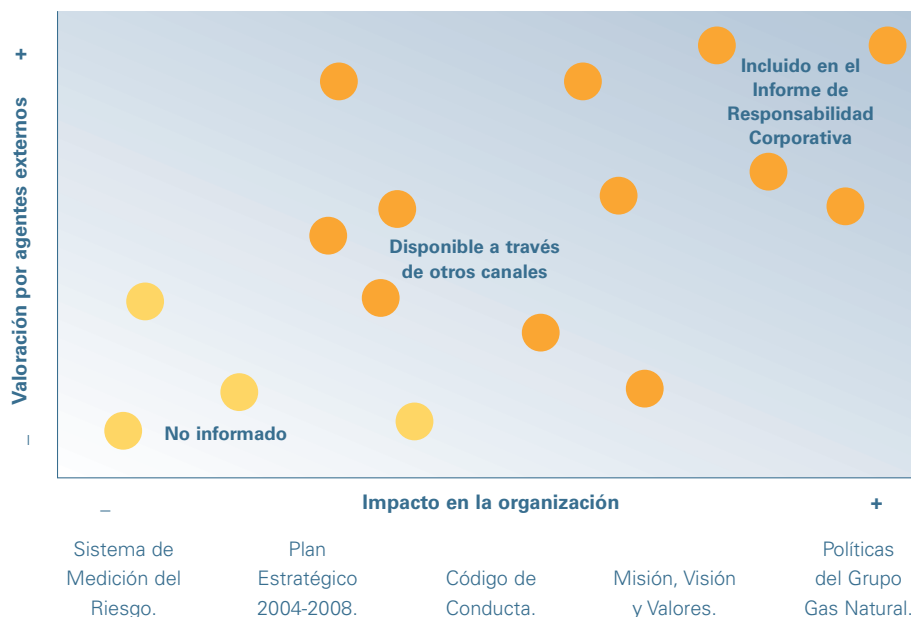 +
Valoración por agentes externos
–
Incluido en el
Informe de
Responsabilidad
Corporativa
Disponible a través
de otros canales
No informado
–
Impacto en la organización
+
Sistema de
Medición del
Riesgo.
Plan
Estratégico
2004-2008.
Código de
Conducta.
Misión, Visión
y Valores.
Políticas
del Grupo
Gas Natural.